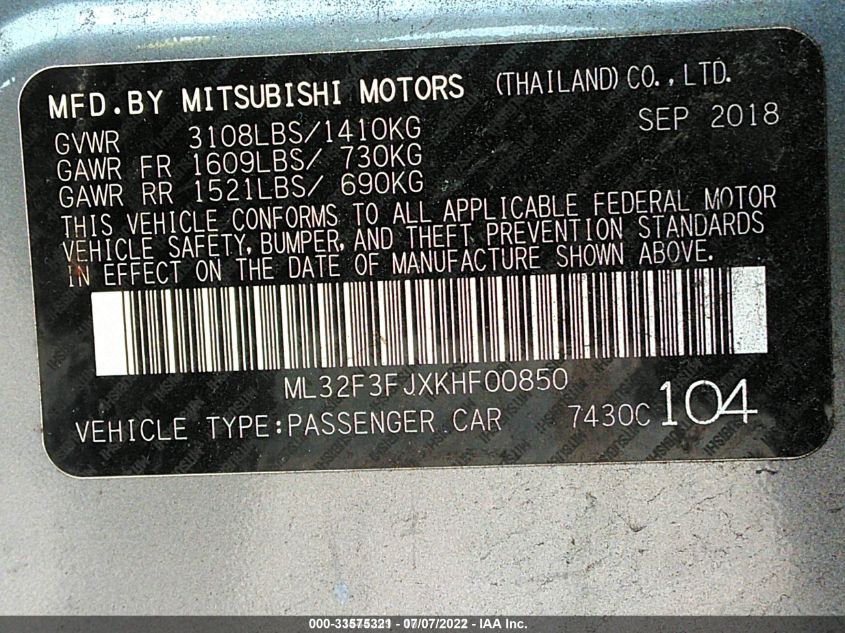 MFD.BY MITSUBISHI MOTORS (THAILAND) CO., LTD.
GVWR 3108LBS/1410KG SEP 2018
GAWR FR 1609LBS/ 730KG
GAWR RR 1521LBS/ 690KG
THIS VEHICLE CONFORMS TO ALL APPLICABLE FEDERAL MOTOR
VEHICLE SAFETY, BUMPER, AND THEFT PREVENTION STANDARDS
IN EFFECT ON THE DATE OF MANUFACTURE SHOWN ABOVE.
ML32F3FJXKHF00850
VEHICLE TYPE:PASSENGER CAR 7430C 104
000-33575321 - 07/07/2022 - IAA Inc.